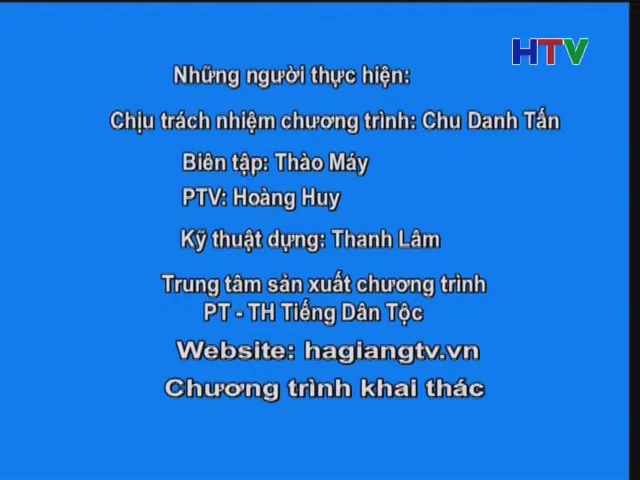 HTV
Những người thực hiện:
Chịu trách nhiệm chương trình: Chu Danh Tấn
Biên tập: Thào Máy
PTV: Hoàng Huy
Kỹ thuật dựng: Thanh Lâm
Trung tâm sản xuất chương trình
PT - TH Tiếng Dân Tộc
Website: hagiangtv.vn
Chương trình khai thác